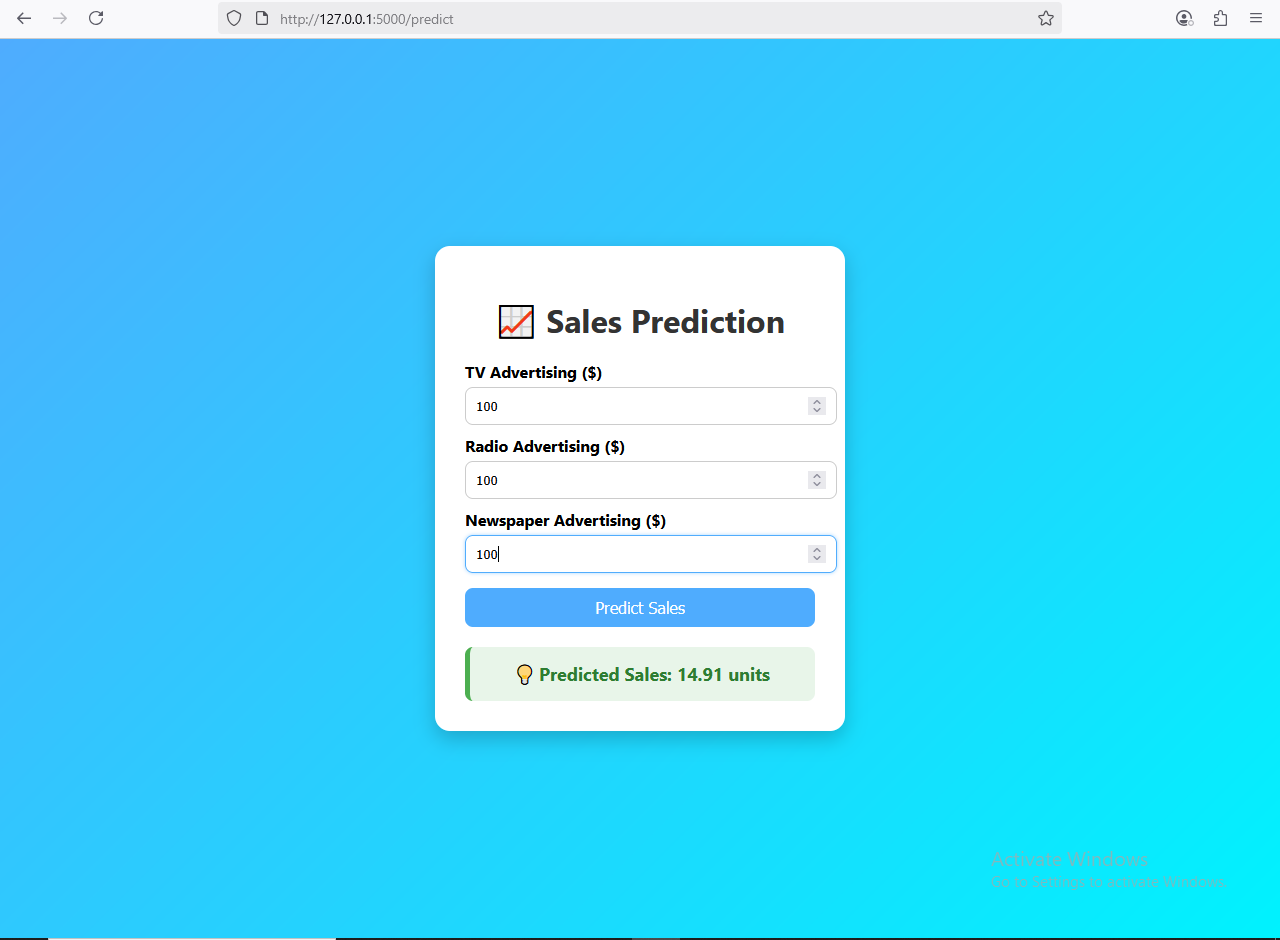 http://127.0.0.1:5000/predict
📈 Sales Prediction
TV Advertising ($)
100
Radio Advertising ($)
100
Newspaper Advertising ($)
100
Predict Sales
💡 Predicted Sales: 14.91 units
Activate Windows
Go to Settings to activate Windows.